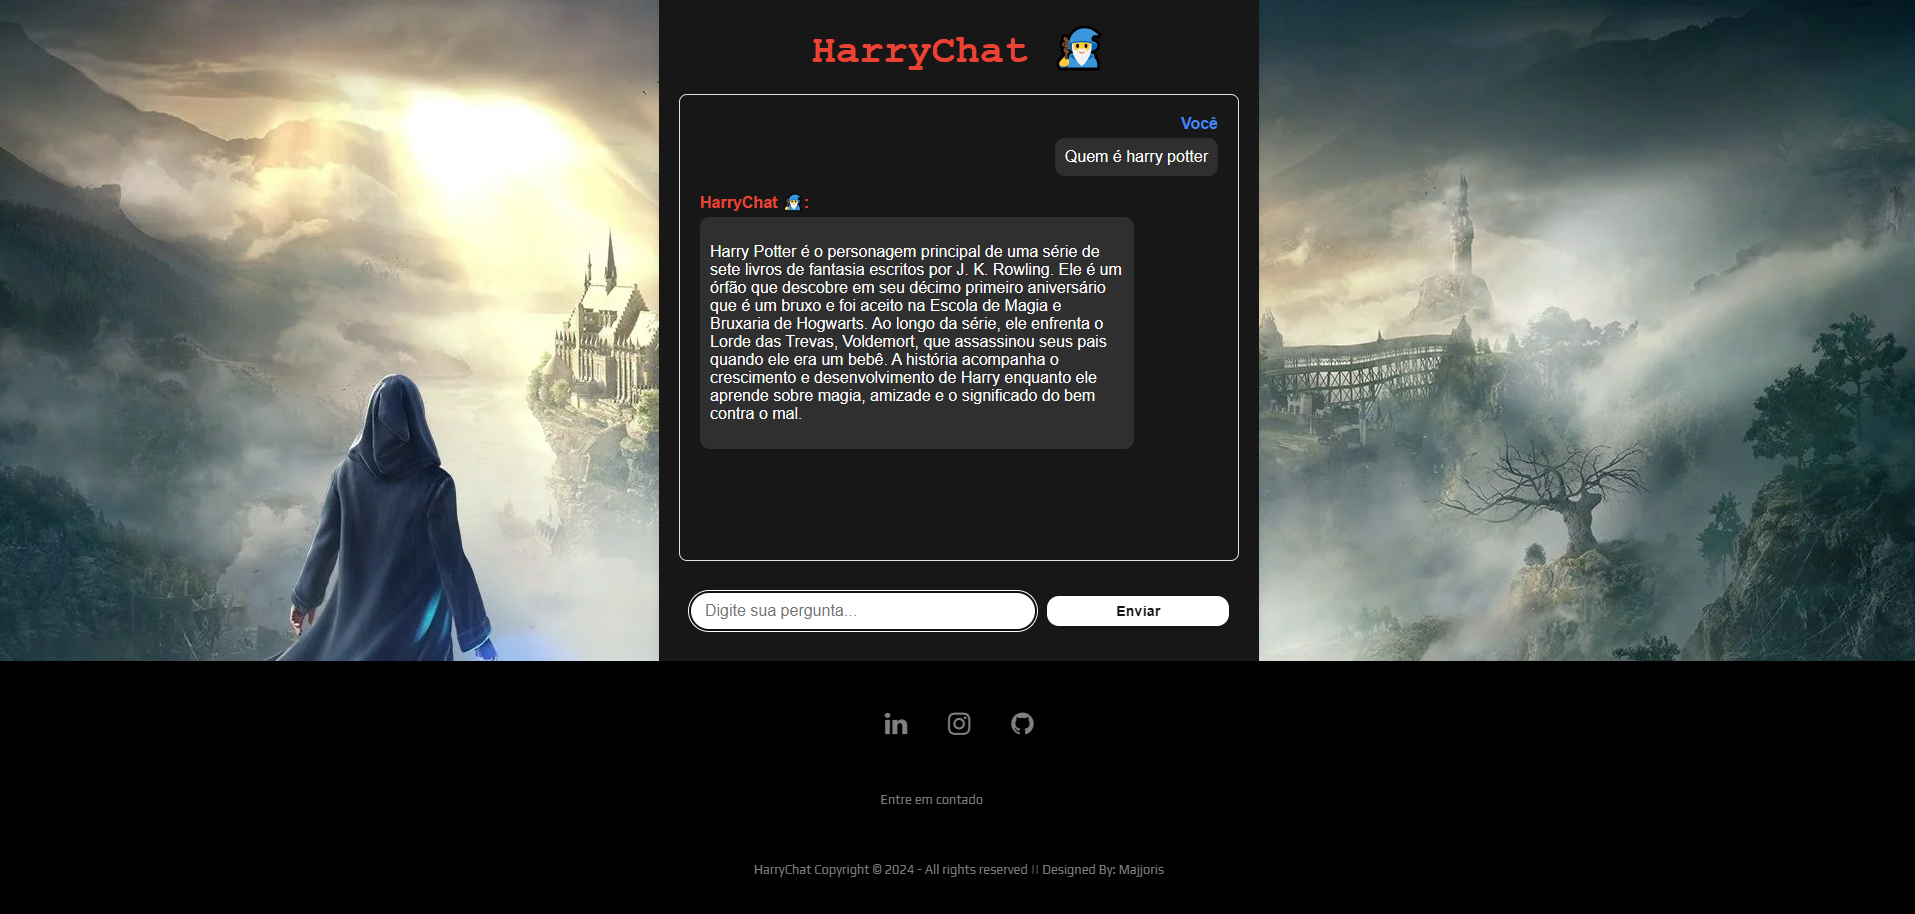 HarryChat
Você
Quem é harry potter
HarryChat 🧙‍♂️:
Harry Potter é o personagem principal de uma série de
sete livros de fantasia escritos por J. K. Rowling. Ele é um
órfão que descobre em seu décimo primeiro aniversário
que é um bruxo e foi aceito na Escola de Magia e
Bruxaria de Hogwarts. Ao longo da série, ele enfrenta o
Lorde das Trevas, Voldemort, que assassinou seus pais
quando ele era um bebê. A história acompanha o
crescimento e desenvolvimento de Harry enquanto ele
aprende sobre magia, amizade e o significado do bem
contra o mal.
Digite sua pergunta...
Enviar
Entre em contado
HarryChat Copyright © 2024 - All rights reserved || Designed By: Majjoris